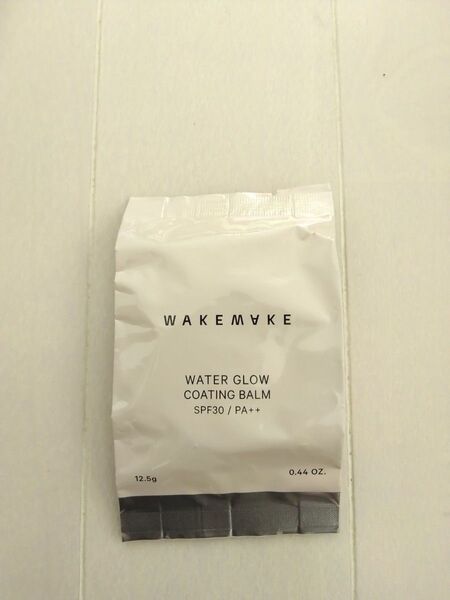 WAKEMAKE
WATER GLOW
COATING BALM
SPF30 / PA++
12.5g 0.44 OZ.